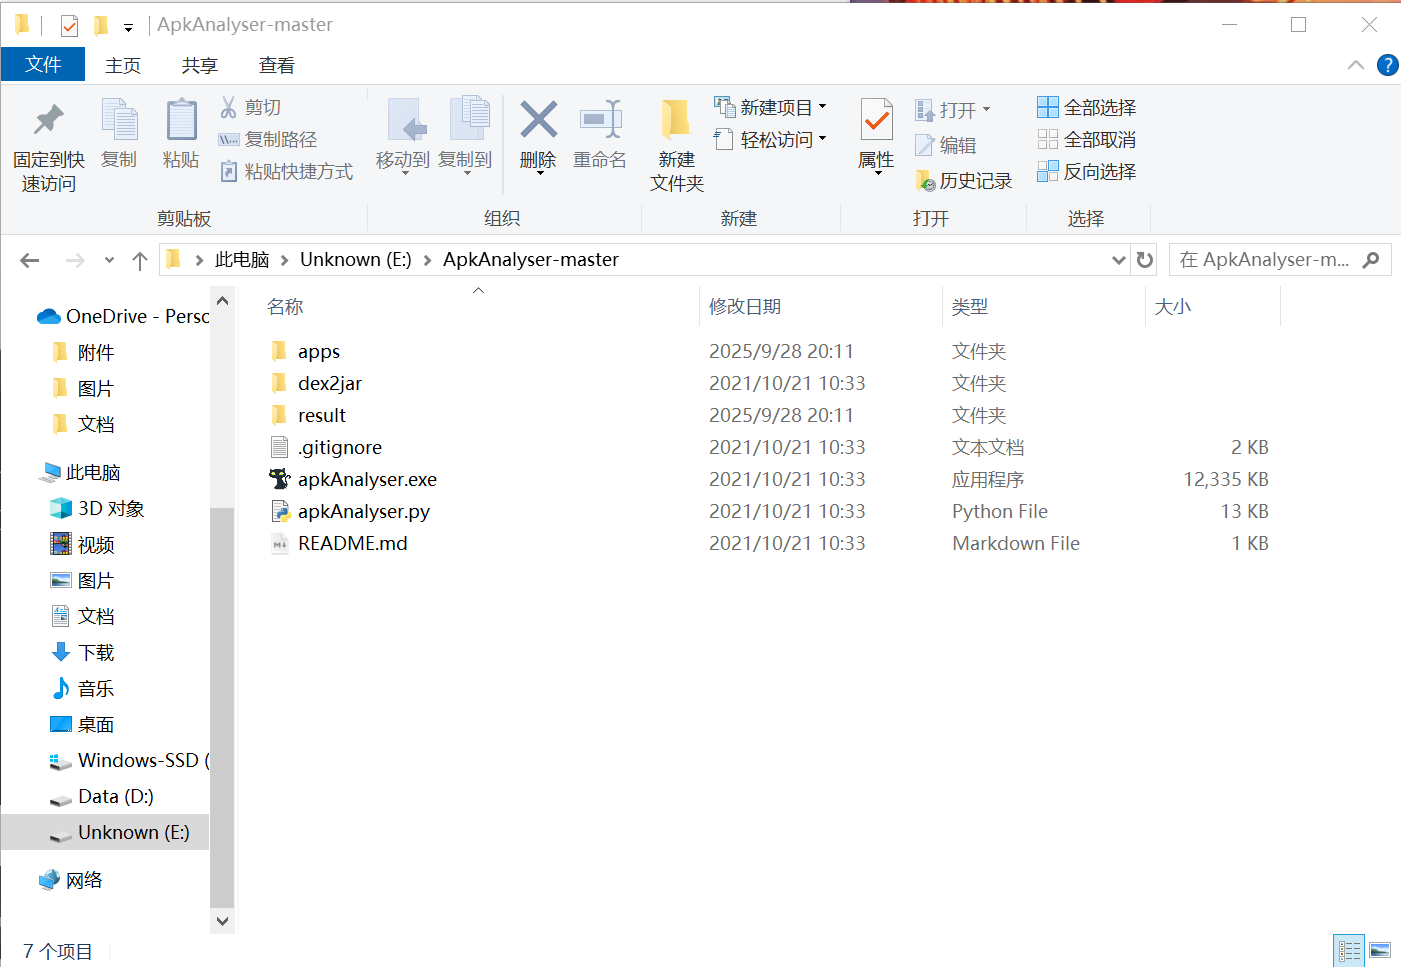 ApkAnalyser-master
文件 主页 共享 查看
固定到快速访问
复制
粘贴
剪切
复制路径
粘贴快捷方式
剪贴板
移动到
复制到
删除
重命名
组织
新建
文件夹
新建项目
轻松访问
新建
属性
打开
编辑
历史记录
打开
全部选择
全部取消
反向选择
选择
此电脑 Unknown (E:) ApkAnalyser-master
在 ApkAnalyser-m...
OneDrive - Perso
附件
图片
文档
此电脑
3D 对象
视频
图片
文档
下载
音乐
桌面
Windows-SSD (
Data (D:)
Unknown (E:)
网络
名称 修改日期 类型 大小
apps 2025/9/28 20:11 文件夹
dex2jar 2021/10/21 10:33 文件夹
result 2025/9/28 20:11 文件夹
.gitignore 2021/10/21 10:33 文本文档 2 KB
apkAnalyser.exe 2021/10/21 10:33 应用程序 12,335 KB
apkAnalyser.py 2021/10/21 10:33 Python File 13 KB
README.md 2021/10/21 10:33 Markdown File 1 KB
7 个项目